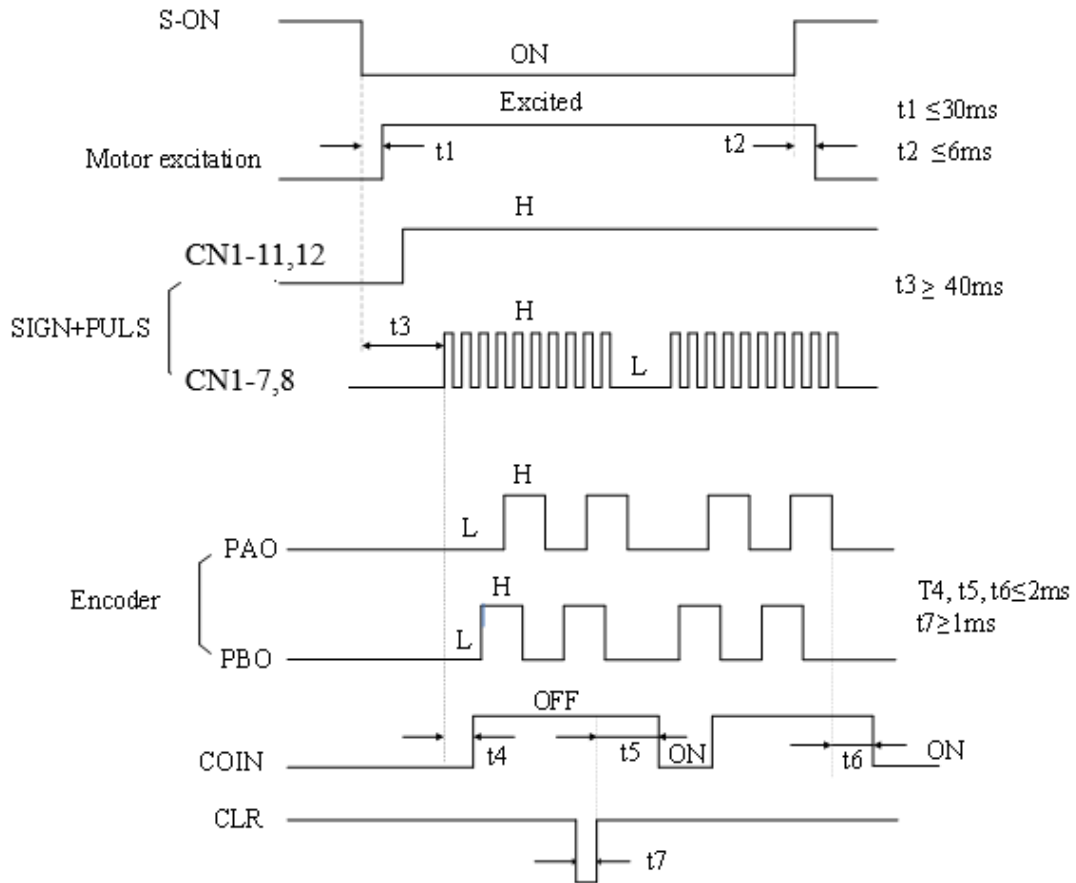 S-ON
ON
Excited
t1 ≤30ms
Motor excitation
t1
t2
t2 ≤6ms
H
CN1-11,12
t3≥ 40ms
SIGN+PULS
t3
H
L
CN1-7,8
H
L
PAO
Encoder
H
T4, t5, t6≤2ms
L
t7≥1ms
PBO
OFF
COIN
t4
t5
ON
t6
ON
CLR
t7